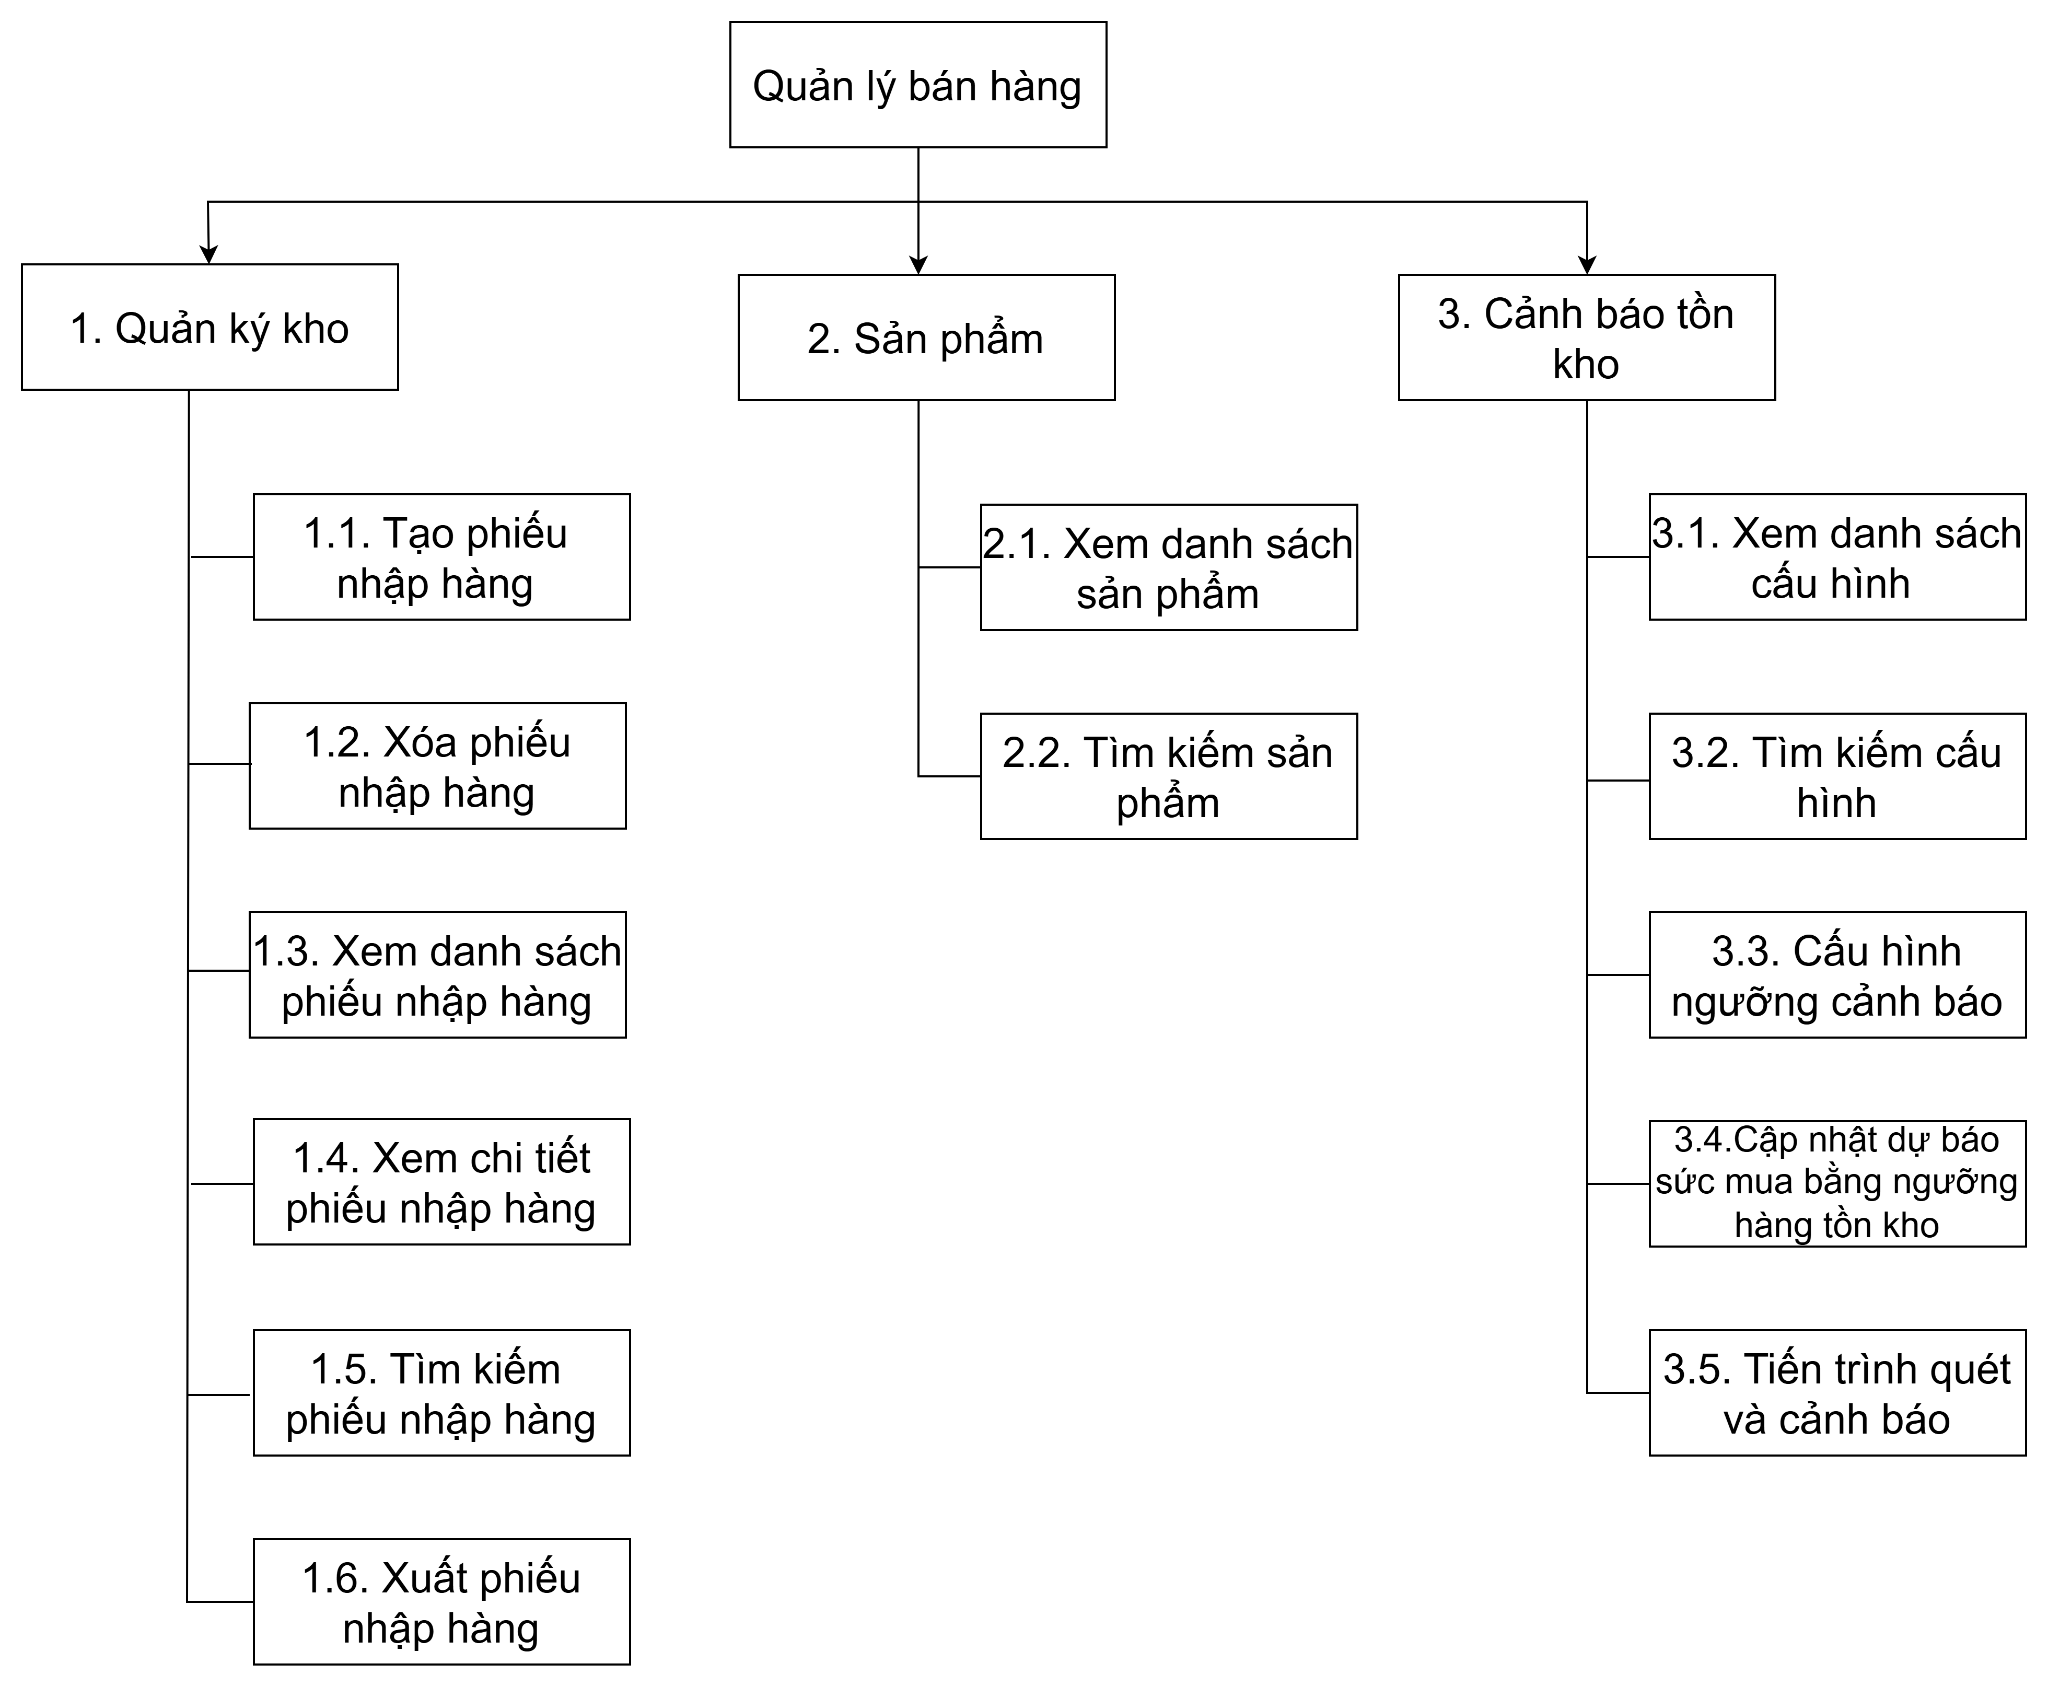 Quản lý bán hàng
1. Quản ký kho
2. Sản phẩm
3. Cảnh báo tồn
kho
1.1. Tạo phiếu
nhập hàng
1.2. Xóa phiếu
nhập hàng
1.3. Xem danh sách
phiếu nhập hàng
1.4. Xem chi tiết
phiếu nhập hàng
1.5. Tìm kiếm
phiếu nhập hàng
1.6. Xuất phiếu
nhập hàng
2.1. Xem danh sách
sản phẩm
2.2. Tìm kiếm sản
phẩm
3.1. Xem danh sách
cấu hình
3.2. Tìm kiếm cấu
hình
3.3. Cấu hình
ngưỡng cảnh báo
3.4.Cập nhật dự báo
sức mua bằng ngưỡng
hàng tồn kho
3.5. Tiến trình quét
và cảnh báo